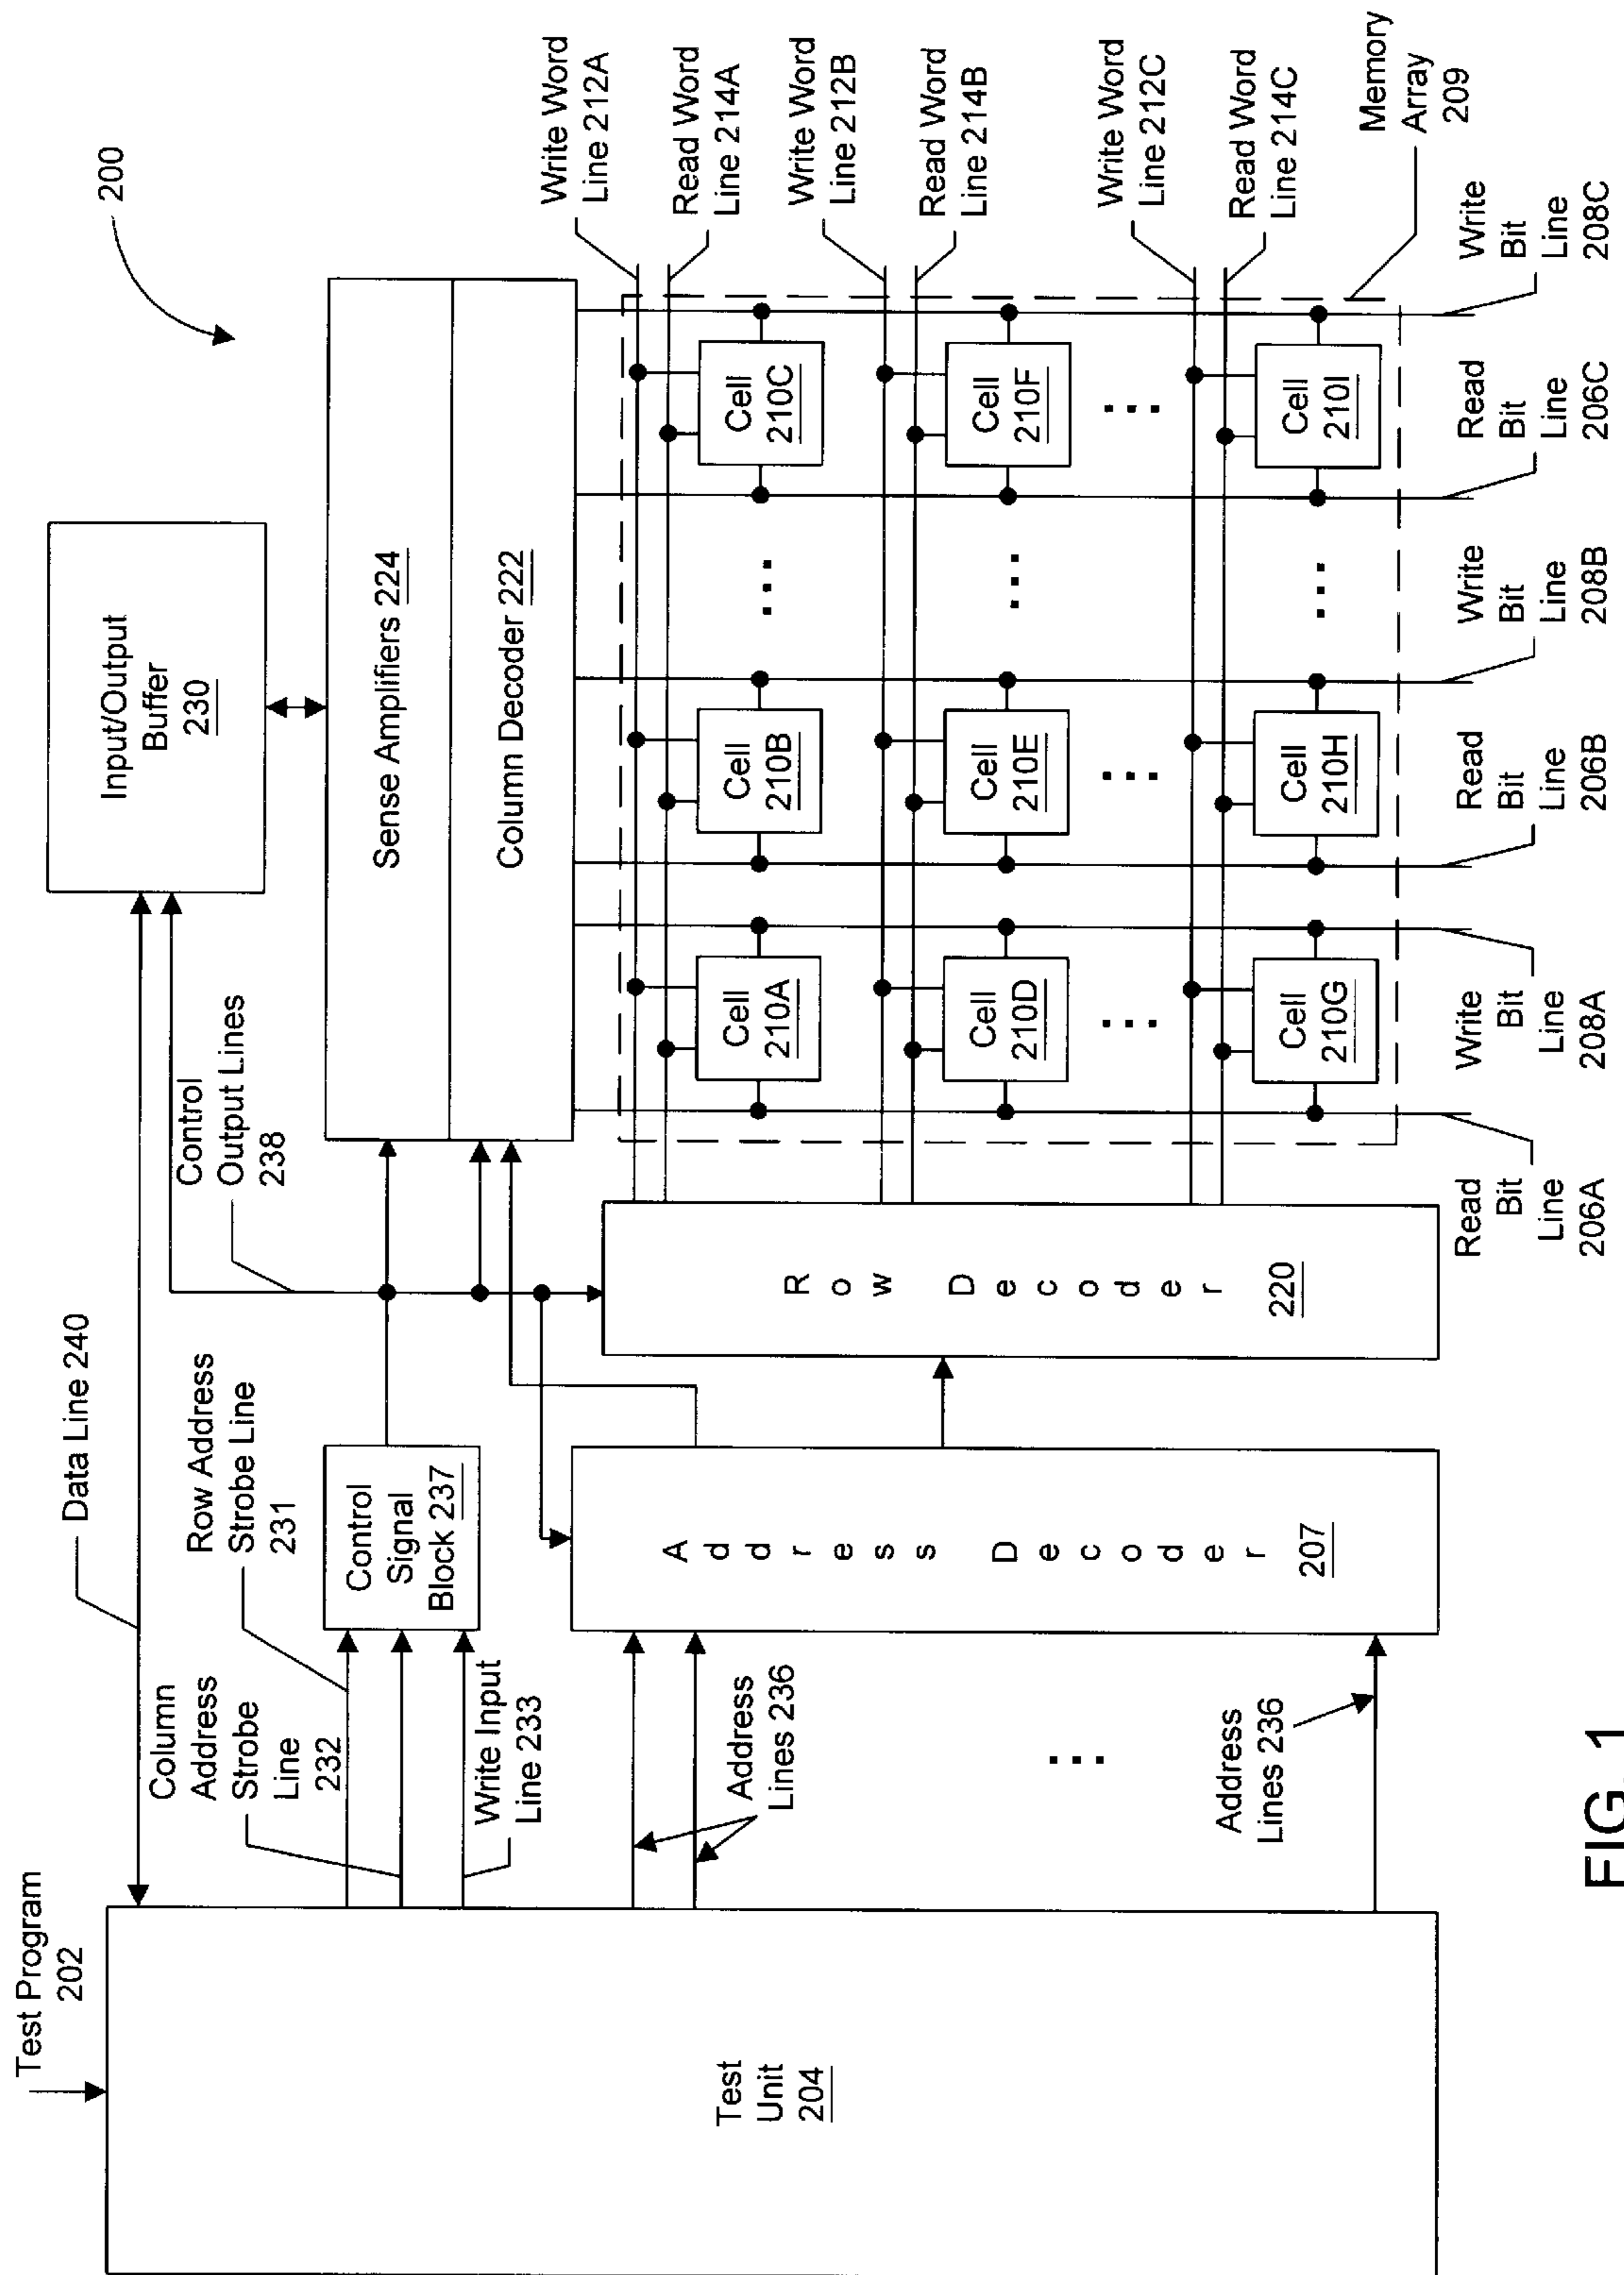 Test Program
202
Test
Unit
204
Data Line 240
Column
Address
Strobe
Line
232
Row Address
Strobe Line
231
Write Input
Line 233
Control
Signal
Block 237
Address
Lines 236
...
Address
Lines 236
Address Decoder
207
Control
Output Lines
238
Row Decoder
220
Input/Output
Buffer
230
Sense Amplifiers 224
Column Decoder 222
200
Write Word
Line 212A
Read Word
Line 214A
Write Word
Line 212B
Read Word
Line 214B
Write Word
Line 212C
Read Word
Line 214C
Memory
Array
209
Cell
210A
Cell
210B
...
Cell
210C
Cell
210D
Cell
210E
...
Cell
210F
...
...
...
Cell
210G
Cell
210H
...
Cell
210I
Read
Bit
Line
206A
Write
Bit
Line
208A
Read
Bit
Line
206B
Write
Bit
Line
208B
Read
Bit
Line
206C
Write
Bit
Line
208C
FIG. 1